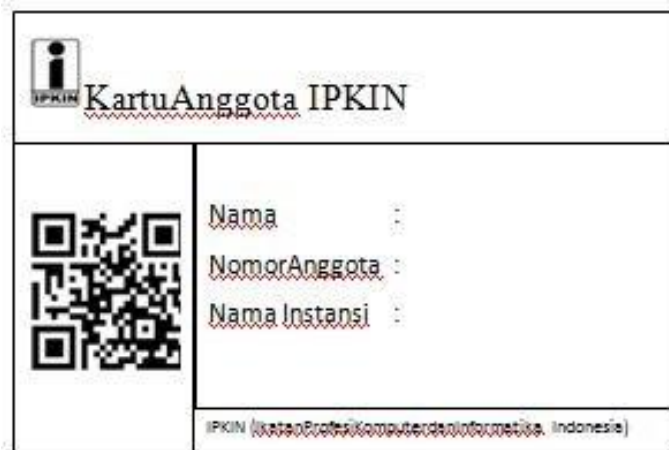 IPKIN
KartuAnggota IPKIN
Nama :
NomorAnggota :
Nama Instansi :
IPKIN (IkatanProfesiKomputerdanInformatika Indonesia)